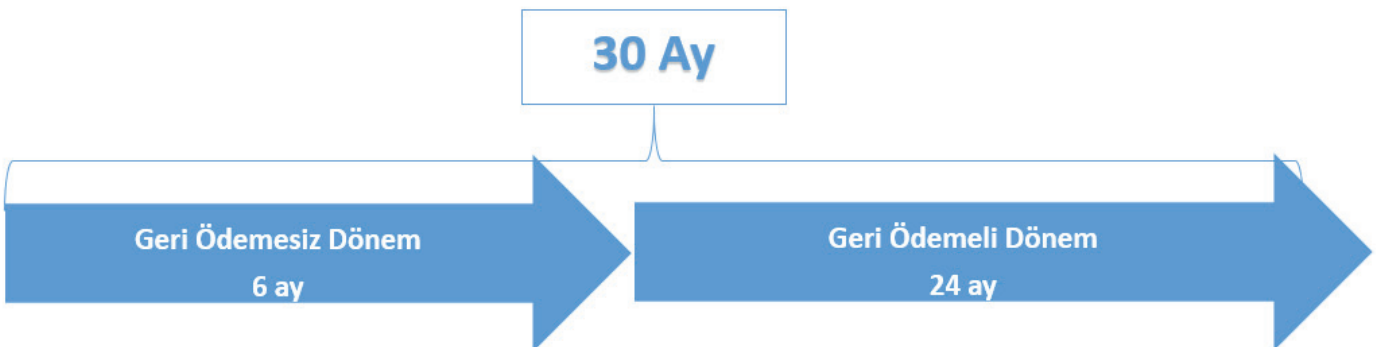 30 Ay
Geri Ödemesiz Dönem
6 ay
Geri Ödemeli Dönem
24 ay